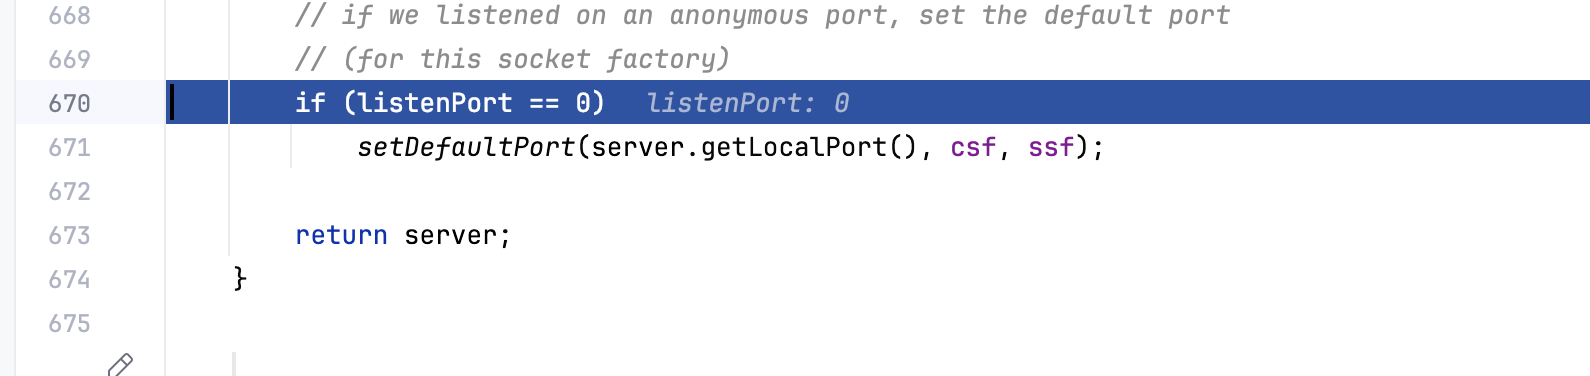 668 // if we listened on an anonymous port, set the default port
669 // (for this socket factory)
670 if (listenPort == 0) listenPort: 0
671 setDefaultPort(server.getLocalPort(), csf, ssf);
672
673 return server;
674 }
675